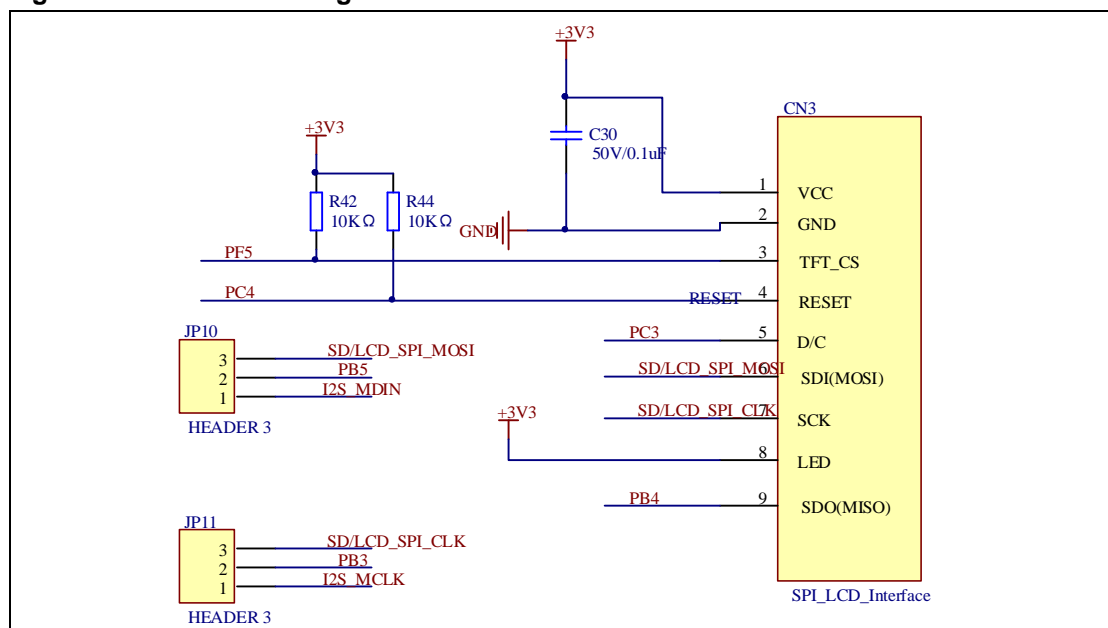 +3V3
CN3
+3V3
C30
50V/0.1uF
R42
10KΩ
R44
10KΩ
1 VCC
2 GND
GND
PF5
3 TFT_CS
PC4
RESET 4 RESET
JP10
3 SD/LCD_SPI_MOSI
2 PB5
1 I2S_MDIN
HEADER 3
PC3 5 D/C
SD/LCD_SPI_MOSI 6 SDI(MOSI)
SD/LCD_SPI_CLK 7 SCK
+3V3
8 LED
PB4 9 SDO(MISO)
SPI_LCD_Interface
JP11
3 SD/LCD_SPI_CLK
2 PB3
1 I2S_MCLK
HEADER 3